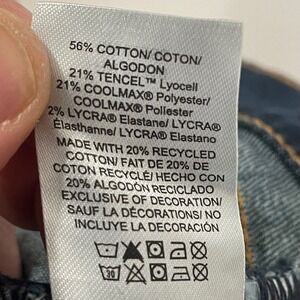 56% COTTON/ COTON/
ALGODON
21% TENCEL™ Lyocell
21% COOLMAX® Polyester/
COOLMAX® Poliester
2% LYCRA® Elastane/ LYCRA®
Élasthanne/ LYCRA® Elastano
MADE WITH 20% RECYCLED
COTTON/ FAIT DE 20% DE
COTON RECYCLÉ/ HECHO CON
20% ALGODÓN RECICLADO
EXCLUSIVE OF DECORATION/
SAUF LA DÉCORATIONS/ NO
INCLUYE LA DECORACIÓN
30